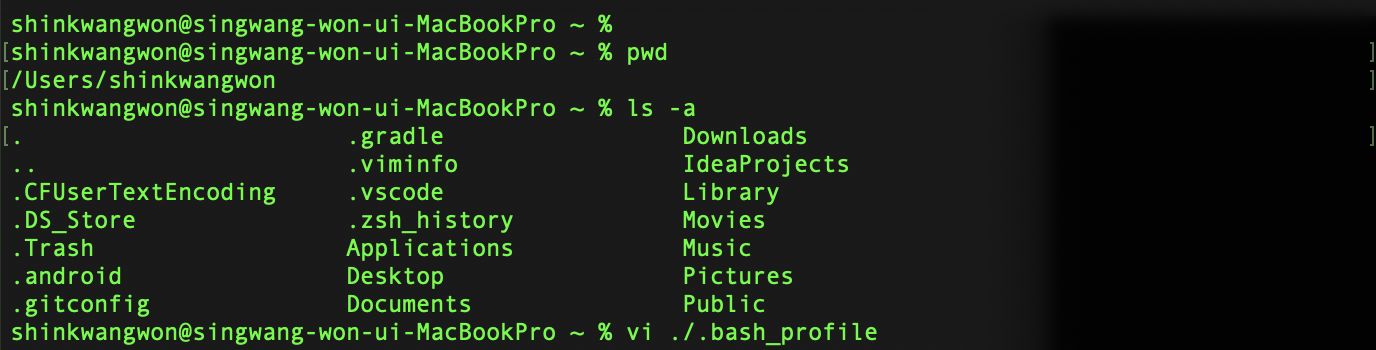 shinkwangwon@singwang-won-ui-MacBookPro ~ %
[shinkwangwon@singwang-won-ui-MacBookPro ~ % pwd ]
[/Users/shinkwangwon ]
shinkwangwon@singwang-won-ui-MacBookPro ~ % ls -a
[. .gradle Downloads ]
.. .viminfo IdeaProjects
.CFUserTextEncoding .vscode Library
.DS_Store .zsh_history Movies
.Trash Applications Music
.android Desktop Pictures
.gitconfig Documents Public
shinkwangwon@singwang-won-ui-MacBookPro ~ % vi ./.bash_profile